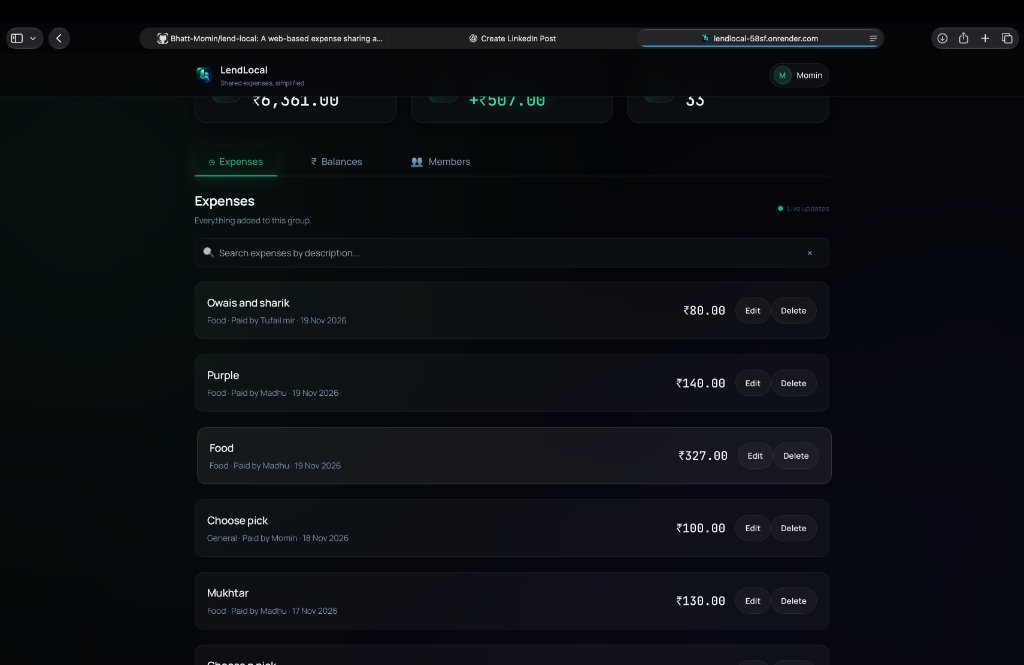 Bhatt-Momin/lend-local: A web-based expense sharing a...
Create LinkedIn Post
lendlocal-58sf.onrender.com
LendLocal
Shared expenses, simplified
M Momin
₹6,361.00
+₹507.00
33
Expenses
₹ Balances
Members
Expenses
Everything added to this group.
Live updates
Search expenses by description...
×
Owais and sharik
Food · Paid by Tufail mir · 19 Nov 2026
₹80.00
Edit
Delete
Purple
Food · Paid by Madhu · 19 Nov 2026
₹140.00
Edit
Delete
Food
Food · Paid by Madhu · 19 Nov 2026
₹327.00
Edit
Delete
Choose pick
General · Paid by Momin · 18 Nov 2026
₹100.00
Edit
Delete
Mukhtar
Food · Paid by Madhu · 17 Nov 2026
₹130.00
Edit
Delete